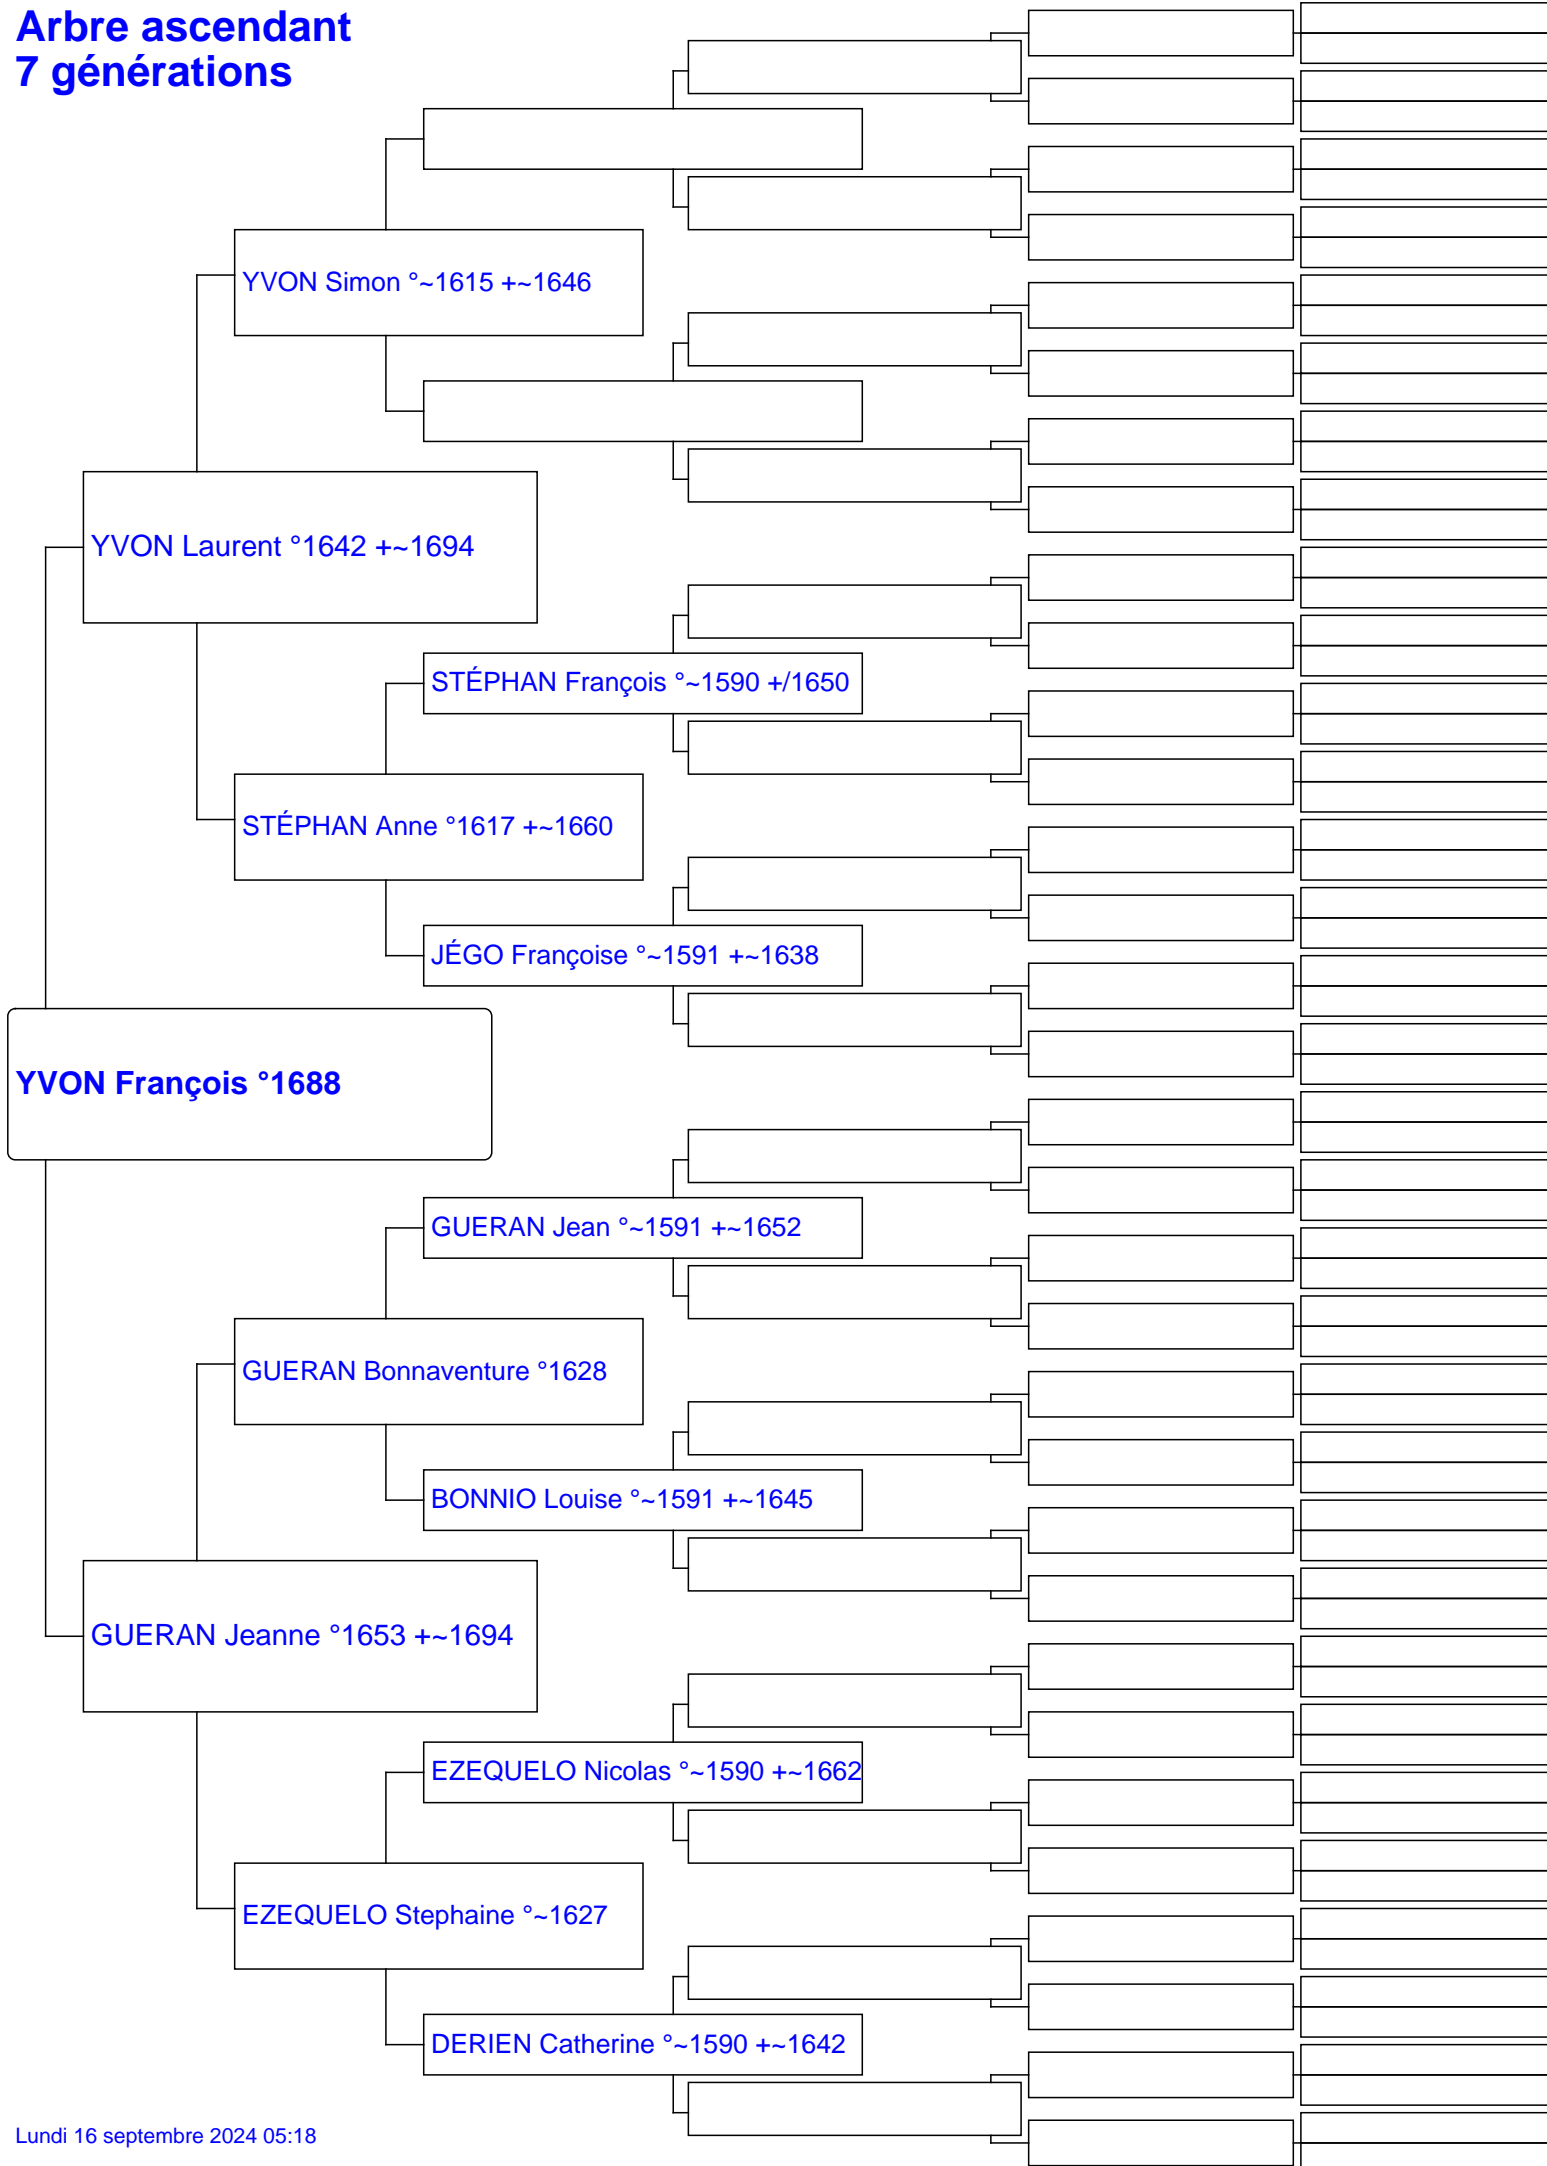 Arbre ascendant
7 générations
YVON Simon °~1615 +~1646
YVON Laurent °1642 +~1694
STÉPHAN François °~1590 +/1650
STÉPHAN Anne °1617 +~1660
JÉGO Françoise °~1591 +~1638
YVON François °1688
GUERAN Jean °~1591 +~1652
GUERAN Bonnaventure °1628
BONNIO Louise °~1591 +~1645
GUERAN Jeanne °1653 +~1694
EZEQUELO Nicolas °~1590 +~1662
EZEQUELO Stephaine °~1627
DERIEN Catherine °~1590 +~1642
Lundi 16 septembre 2024 05:18